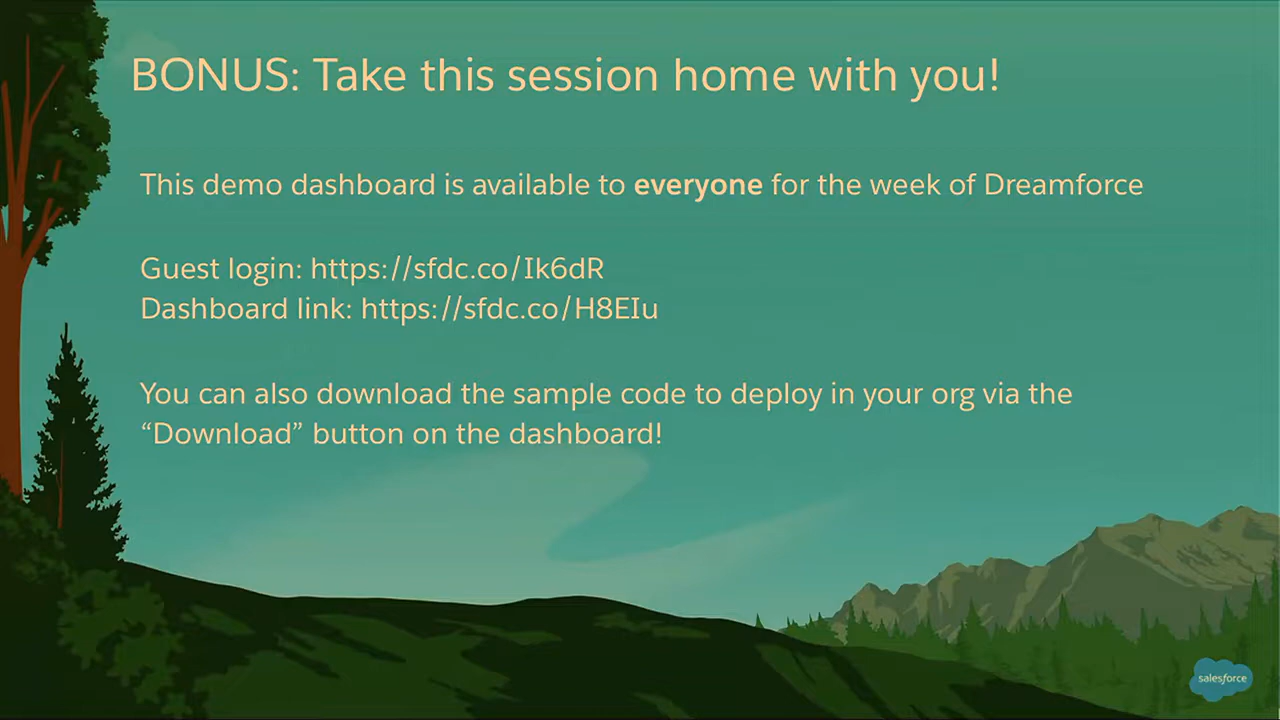 BONUS: Take this session home with you!
This demo dashboard is available to everyone for the week of Dreamforce
Guest login: https://sfdc.co/Ik6dR
Dashboard link: https://sfdc.co/H8EIu
You can also download the sample code to deploy in your org via the
“Download” button on the dashboard!
salesforce